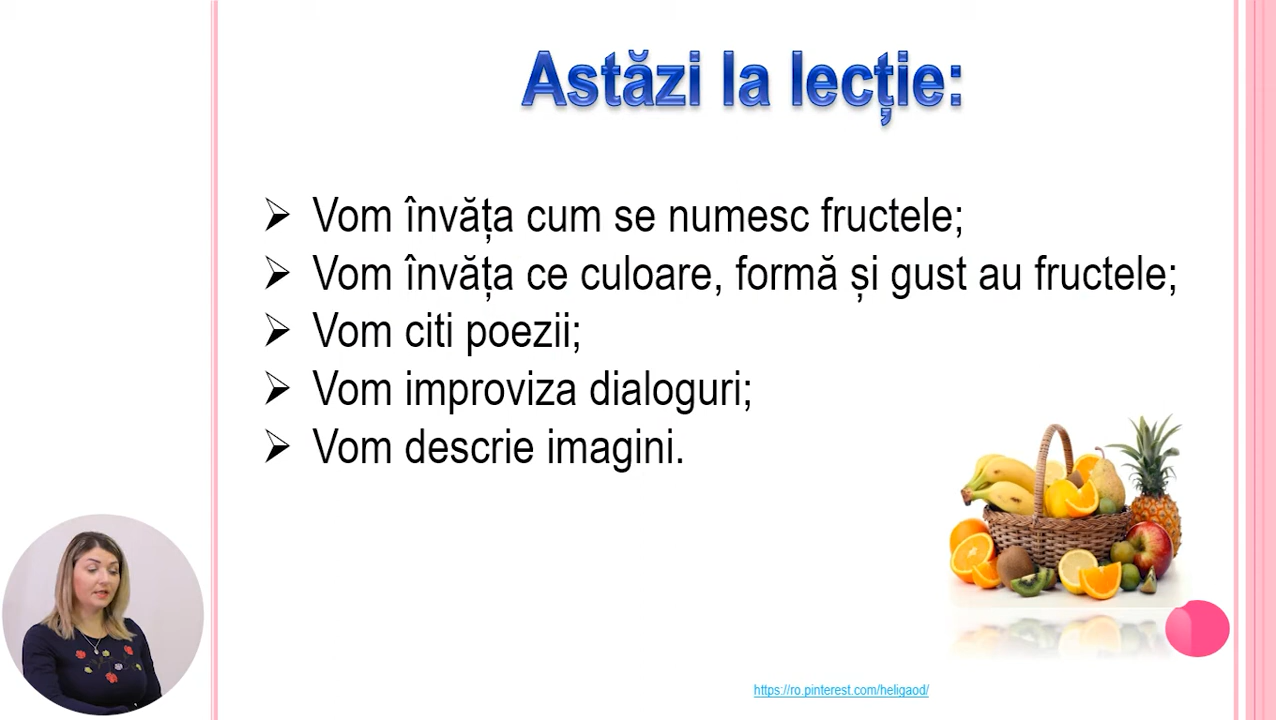 Astăzi la lecție:
Vom învăța cum se numesc fructele;
Vom învăța ce culoare, formă și gust au fructele;
Vom citi poezii;
Vom improviza dialoguri;
Vom descrie imagini.
https://ro.pinterest.com/heligaod/